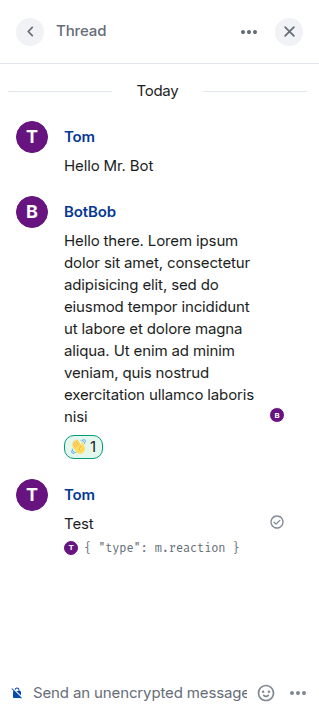 Thread
Today
T
Tom
Hello Mr. Bot
B
BotBob
Hello there. Lorem ipsum
dolor sit amet, consectetur
adipisicing elit, sed do
eiusmod tempor incididunt
ut labore et dolore magna
aliqua. Ut enim ad minim
veniam, quis nostrud
exercitation ullamco laboris
nisi
B
👋 1
T
Tom
Test
T { "type": m.reaction }
Send an unencrypted message